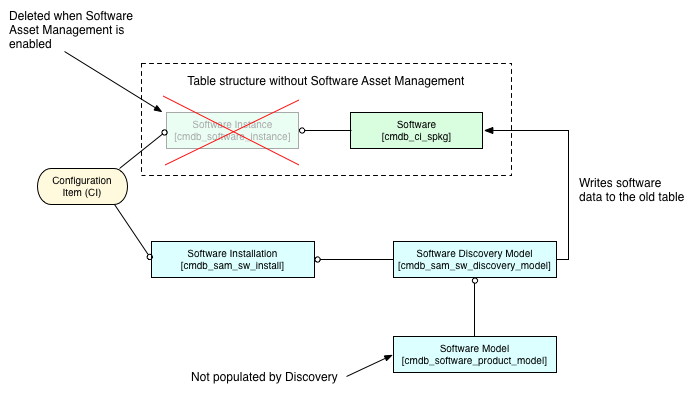 Deleted when Software
Asset Management is
enabled
Table structure without Software Asset Management
Software Instance
[cmdb_software_instance]
Software
[cmdb_ci_spkg]
Configuration
Item (CI)
Writes software
data to the old table
Software Installation
[cmdb_sam_sw_install]
Software Discovery Model
[cmdb_sam_sw_discovery_model]
Software Model
[cmdb_software_product_model]
Not populated by Discovery